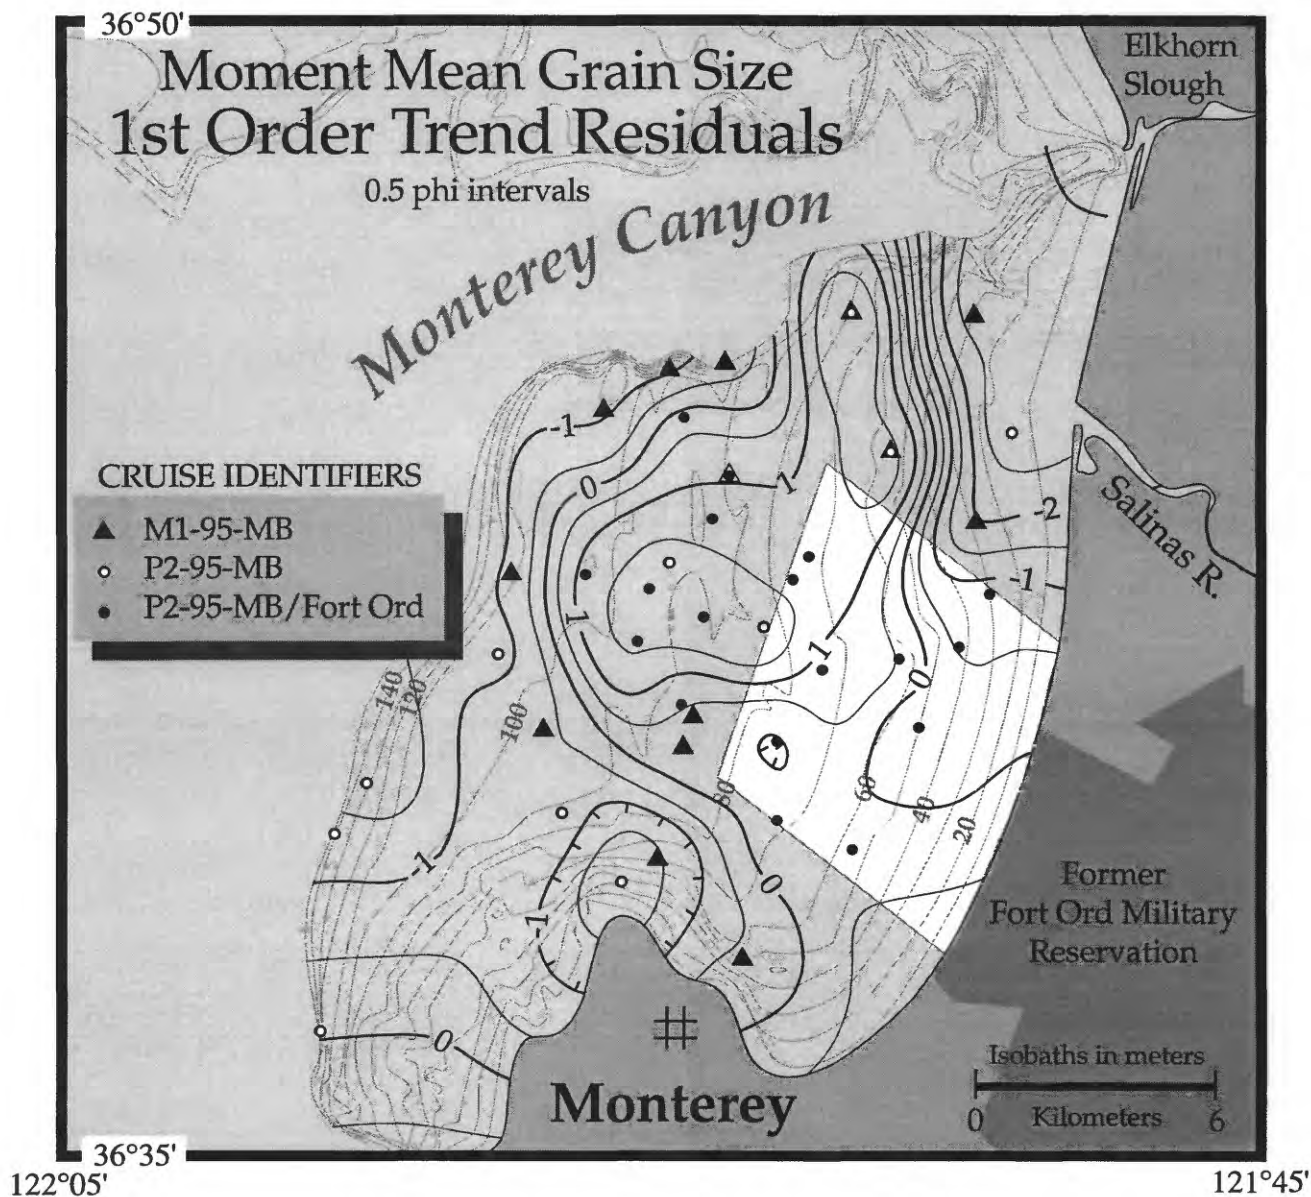 36°50'
Elkhorn
Slough
Moment Mean Grain Size
1st Order Trend Residuals
0.5 phi intervals
Monterey Canyon
-1
0
1
CRUISE IDENTIFIERS
M1-95-MB
P2-95-MB
P2-95-MB/Fort Ord
Salinas R.
-2
-1
1
1
0
140
120
100
80
60
40
20
-1
0
-1
Former
Fort Ord Military
Reservation
0
Isobaths in meters
0
Kilometers
6
Monterey
36°35'
122°05'
121°45'